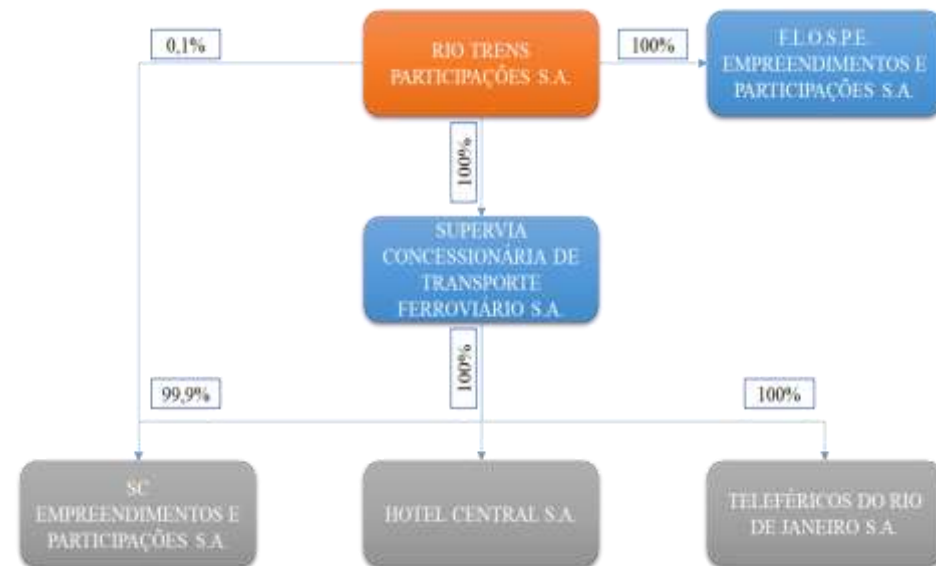 0,1%
RIO TRENS
PARTICIPAÇÕES S.A.
100%
F.L.O.S.P.E.
EMPREENDIMENTOS E
PARTICIPAÇÕES S.A.
100%
SUPERVIA
CONCESSIONÁRIA DE
TRANSPORTE
FERROVIÁRIO S.A.
100%
99,9%
100%
SC
EMPREENDIMENTOS E
PARTICIPAÇÕES S.A.
HOTEL CENTRAL S.A.
TELEFÉRICOS DO RIO
DE JANEIRO S.A.